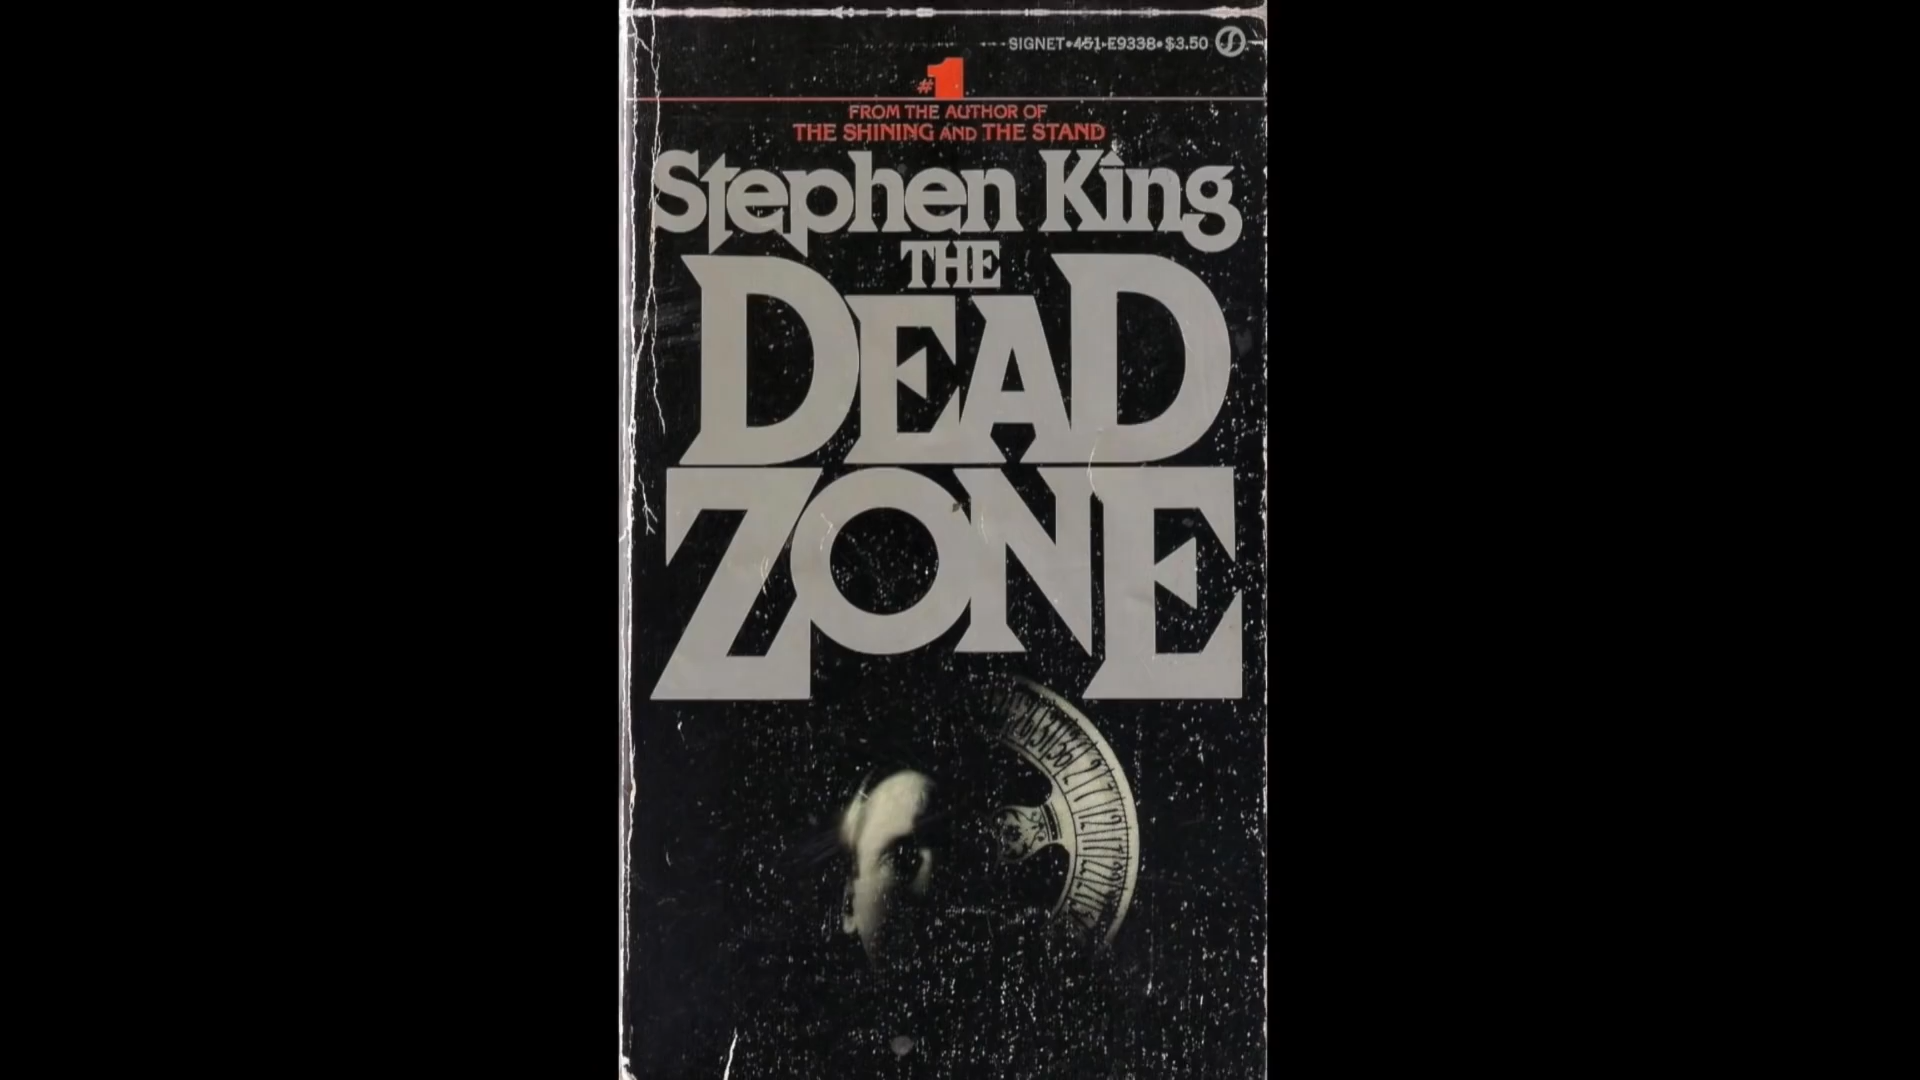 SIGNET•451-E9338•$3.50
#1
FROM THE AUTHOR OF
THE SHINING AND THE STAND
Stephen King
THE
DEAD
ZONE